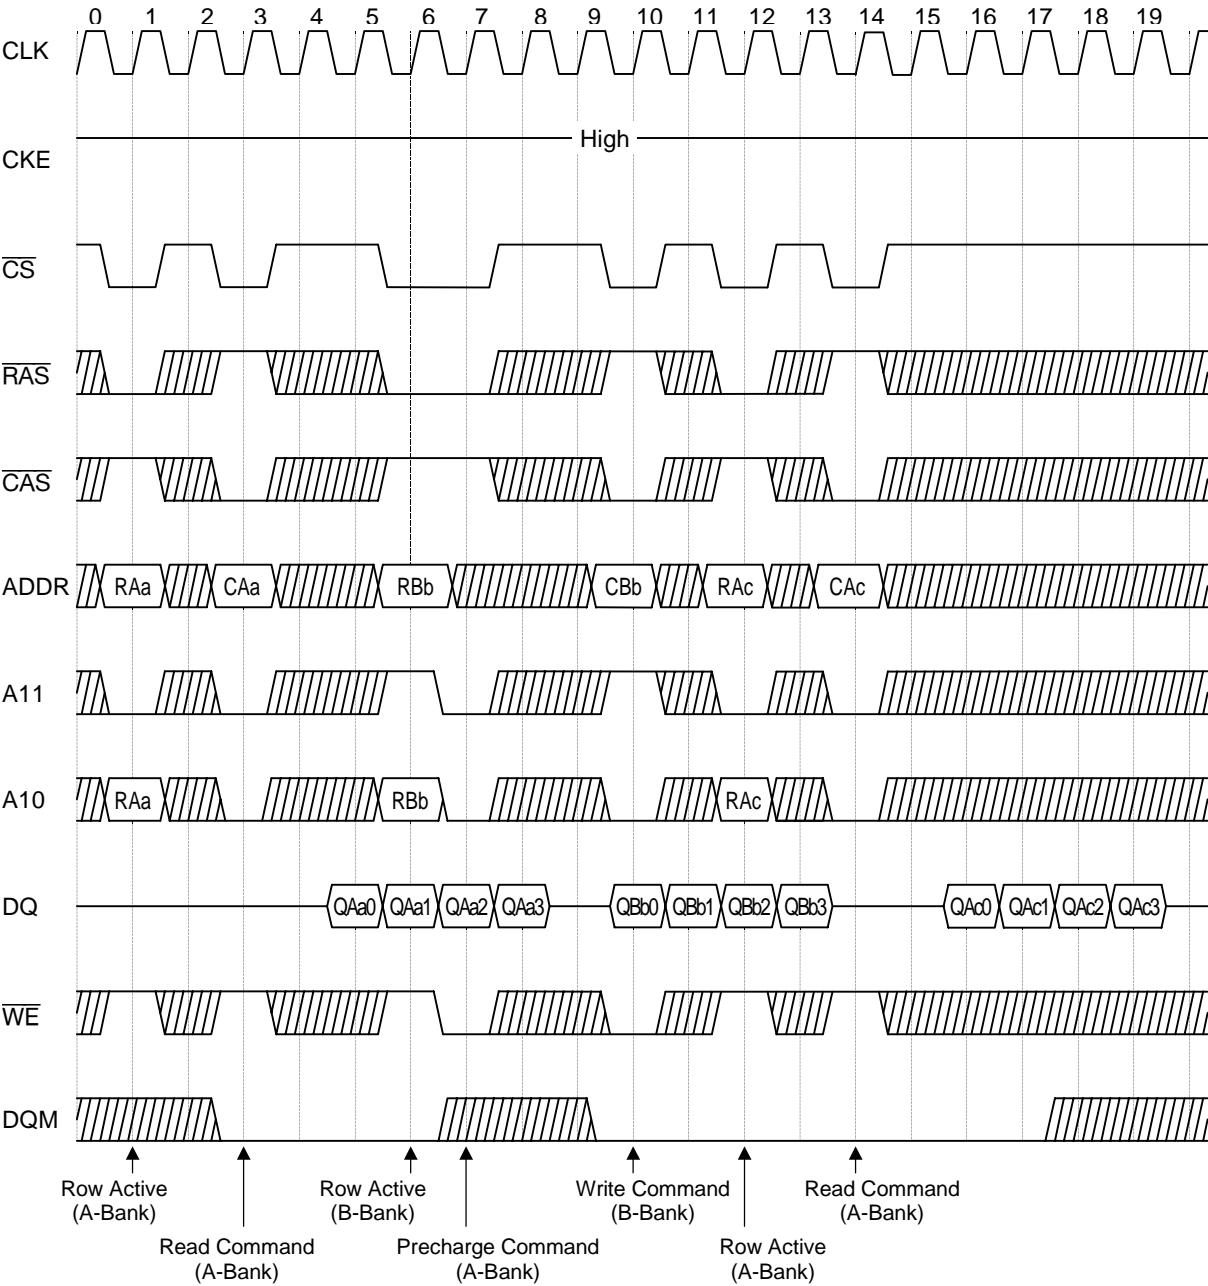 0 1 2 3 4 5 6 7 8 9 10 11 12 13 14 15 16 17 18 19
CLK
High
CKE
CS
RAS
CAS
ADDR RAa CAa RBb CBb RAc CAc
A11
A10 RAa RBb RAc
DQ QAa0 QAa1 QAa2 QAa3 QBb0 QBb1 QBb2 QBb3 QAc0 QAc1 QAc2 QAc3
WE
DQM
Row Active
(A-Bank)
Row Active
(B-Bank)
Write Command
(B-Bank)
Read Command
(A-Bank)
Read Command
(A-Bank)
Precharge Command
(A-Bank)
Row Active
(A-Bank)